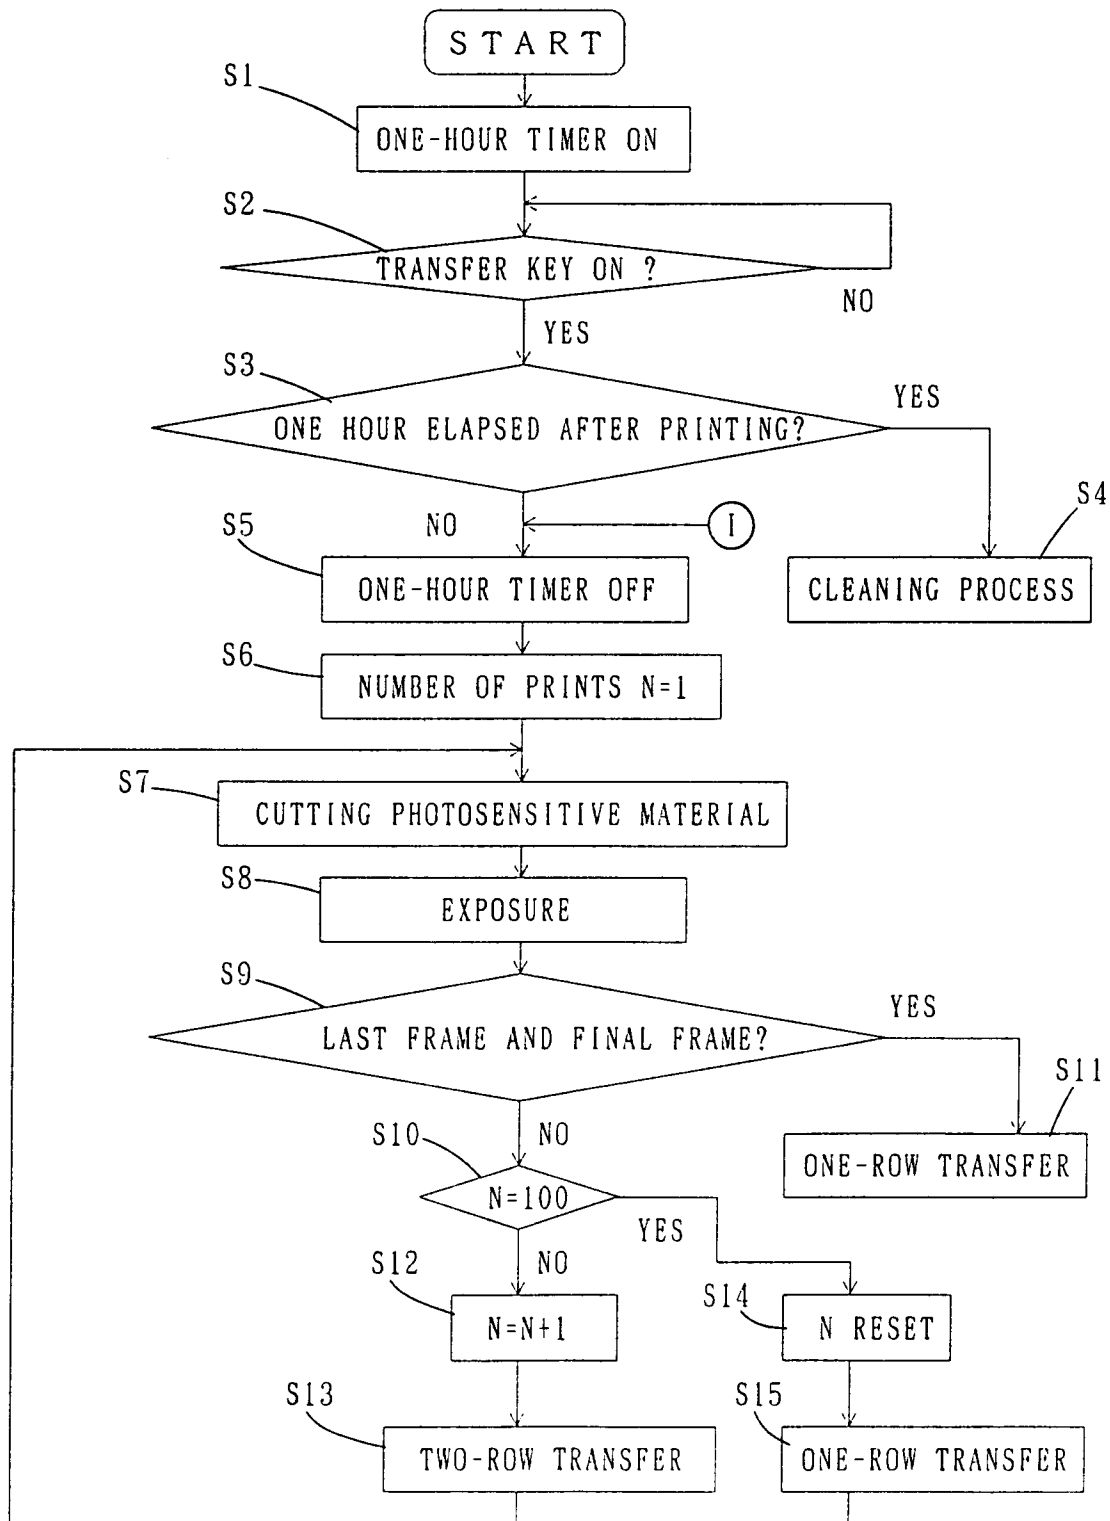 START
S1
ONE-HOUR TIMER ON
S2
TRANSFER KEY ON ?
NO
YES
S3
YES
ONE HOUR ELAPSED AFTER PRINTING?
S4
NO
I
S5
ONE-HOUR TIMER OFF
CLEANING PROCESS
S6
NUMBER OF PRINTS N=1
S7
CUTTING PHOTOSENSITIVE MATERIAL
S8
EXPOSURE
S9
YES
LAST FRAME AND FINAL FRAME?
S11
S10
NO
ONE-ROW TRANSFER
N=100
YES
S12
NO
S14
N=N+1
N RESET
S13
S15
TWO-ROW TRANSFER
ONE-ROW TRANSFER